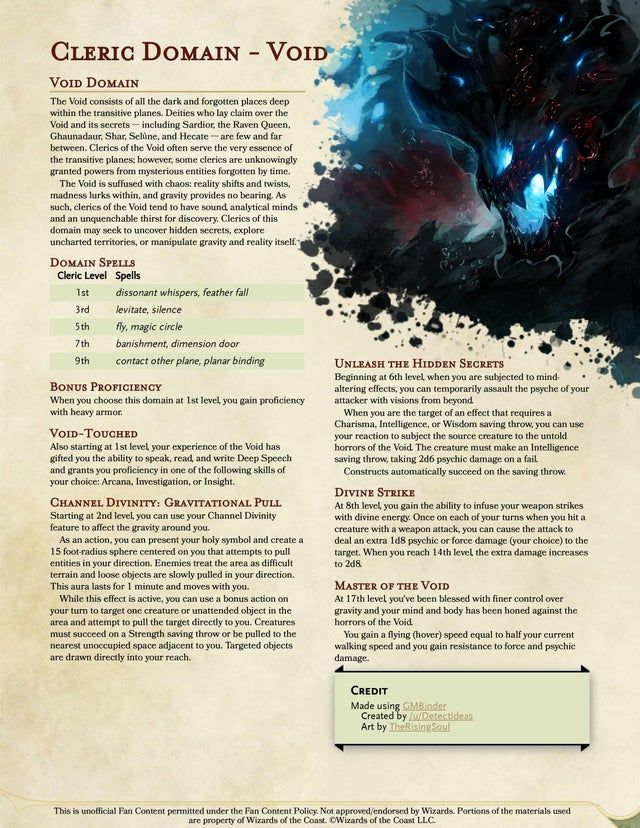 Cleric Domain - Void
Void Domain
The Void consists of all the dark and forgotten places deep
within the transitive planes. Deities who lay claim over the
Void and its secrets — including Sardior, the Raven Queen,
Ghaunadaur, Shar, Selûne, and Hecate — are few and far
between. Clerics of the Void often serve the very essence of
the transitive planes; however, some clerics are unknowingly
granted powers from mysterious entities forgotten by time.
The Void is suffused with chaos: reality shifts and twists,
madness lurks within, and gravity provides no bearing. As
such, clerics of the Void tend to have sound, analytical minds
and an unquenchable thirst for discovery. Clerics of this
domain may seek to uncover hidden secrets, explore
uncharted territories, or manipulate gravity and reality itself.
Domain Spells
Cleric Level Spells
1st dissonant whispers, feather fall
3rd levitate, silence
5th fly, magic circle
7th banishment, dimension door
9th contact other plane, planar binding
Bonus Proficiency
When you choose this domain at 1st level, you gain proficiency
with heavy armor.
Void-Touched
Also starting at 1st level, your experience of the Void has
gifted you the ability to speak, read, and write Deep Speech
and grants you proficiency in one of the following skills of
your choice: Arcana, Investigation, or Insight.
Channel Divinity: Gravitational Pull
Starting at 2nd level, you can use your Channel Divinity
feature to affect the gravity around you.
As an action, you can present your holy symbol and create a
15 foot-radius sphere centered on you that attempts to pull
entities in your direction. Enemies treat the area as difficult
terrain and loose objects are slowly pulled in your direction.
This aura lasts for 1 minute and moves with you.
While this effect is active, you can use a bonus action on
your turn to target one creature or unattended object in the
area and attempt to pull the target directly to you. Creatures
must succeed on a Strength saving throw or be pulled to the
nearest unoccupied space adjacent to you. Targeted objects
are drawn directly into your reach.
Unleash the Hidden Secrets
Beginning at 6th level, when you are subjected to mind-
altering effects, you can temporarily assault the psyche of your
attacker with visions from beyond.
When you are the target of an effect that requires a
Charisma, Intelligence, or Wisdom saving throw, you can use
your reaction to subject the source creature to the untold
horrors of the Void. The creature must make an Intelligence
saving throw, taking 2d6 psychic damage on a fail.
Constructs automatically succeed on the saving throw.
Divine Strike
At 8th level, you gain the ability to infuse your weapon strikes
with divine energy. Once on each of your turns when you hit a
creature with a weapon attack, you can cause the attack to
deal an extra 1d8 psychic or force damage (your choice) to the
target. When you reach 14th level, the extra damage increases
to 2d8.
Master of the Void
At 17th level, you've been blessed with finer control over
gravity and your mind and body has been honed against the
horrors of the Void.
You gain a flying (hover) speed equal to half your current
walking speed and you gain resistance to force and psychic
damage.
Credit
Made using GMBinder
Created by /u/DetectIdeas
Art by TheRisingSoul
This is unofficial Fan Content permitted under the Fan Content Policy. Not approved/endorsed by Wizards. Portions of the materials used
are property of Wizards of the Coast. ©Wizards of the Coast LLC.